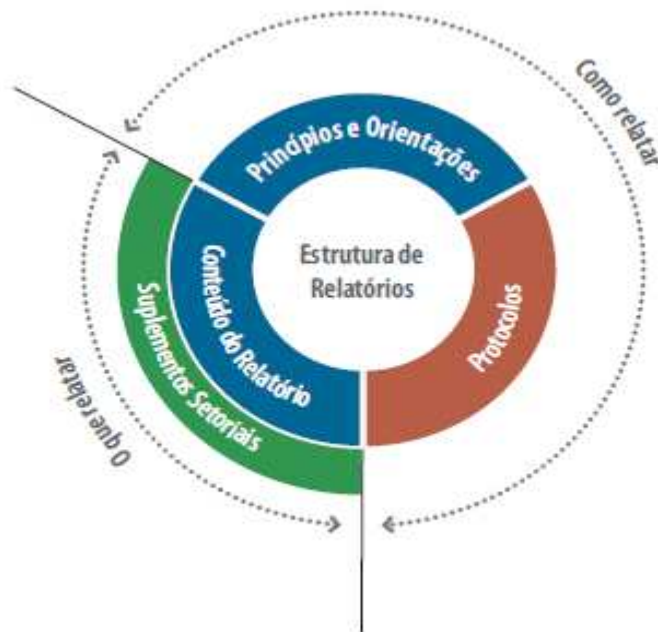 Como relatar
Princípios e Orientações
Estrutura de
Relatórios
Conteúdo do Relatório
Protocolos
Suplementos Setoriais
O que relatar